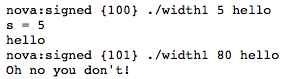 nova:signed {100} ./width1 5 hello
s = 5
hello
nova:signed {101} ./width1 80 hello
Oh no you don't!